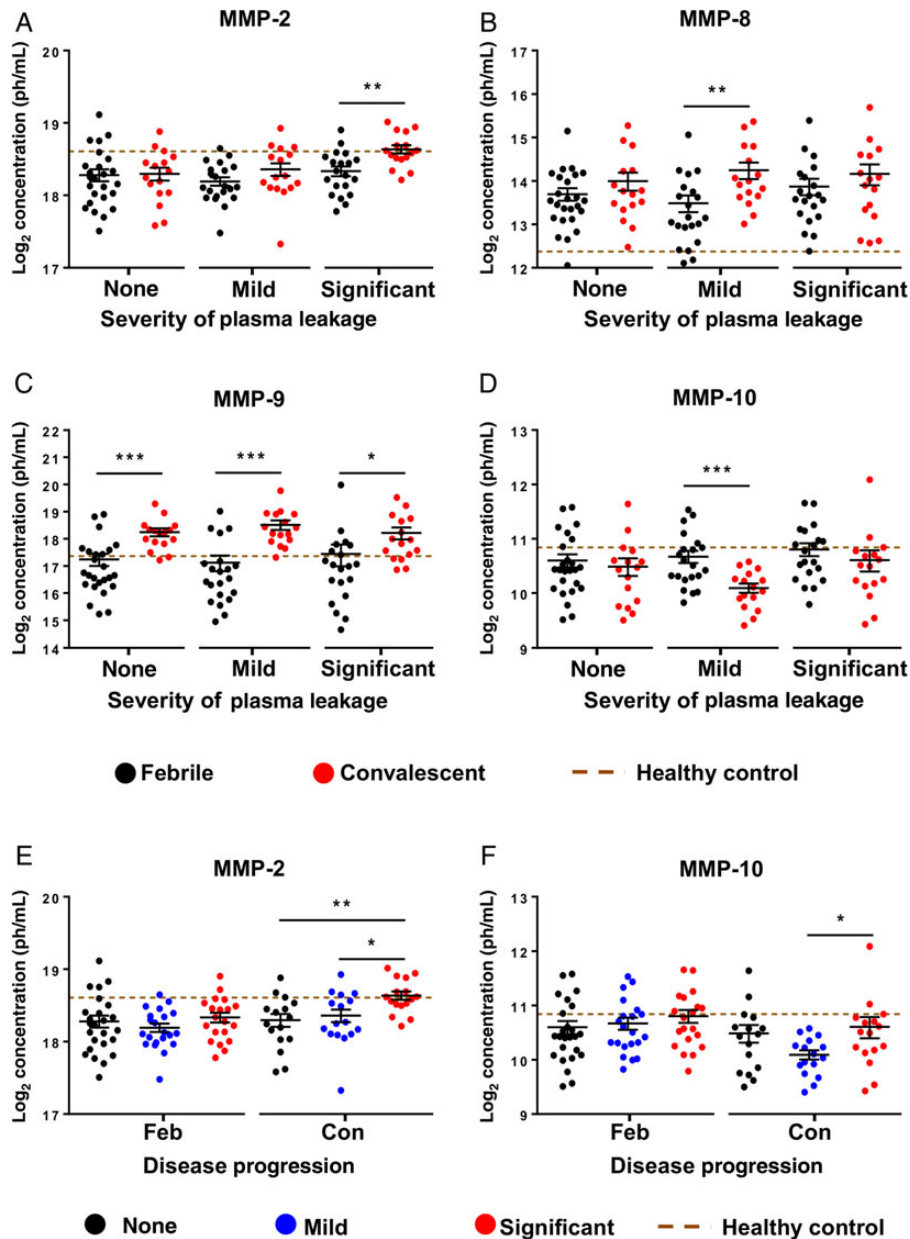 A
MMP-2
Log2 concentration (ph/mL)
20
19
18
17
**
None Mild Significant
Severity of plasma leakage
B
MMP-8
Log2 concentration (ph/mL)
17
16
15
14
13
12
**
None Mild Significant
Severity of plasma leakage
C
MMP-9
Log2 concentration (ph/mL)
22
21
20
19
18
17
16
15
14
*** *** *
None Mild Significant
Severity of plasma leakage
D
MMP-10
Log2 concentration (ph/mL)
13
12
11
10
9
***
None Mild Significant
Severity of plasma leakage
Febrile Convalescent Healthy control
E
MMP-2
Log2 concentration (ph/mL)
20
19
18
17
**
*
Feb Con
Disease progression
F
MMP-10
Log2 concentration (ph/mL)
13
12
11
10
9
*
Feb Con
Disease progression
None Mild Significant Healthy control